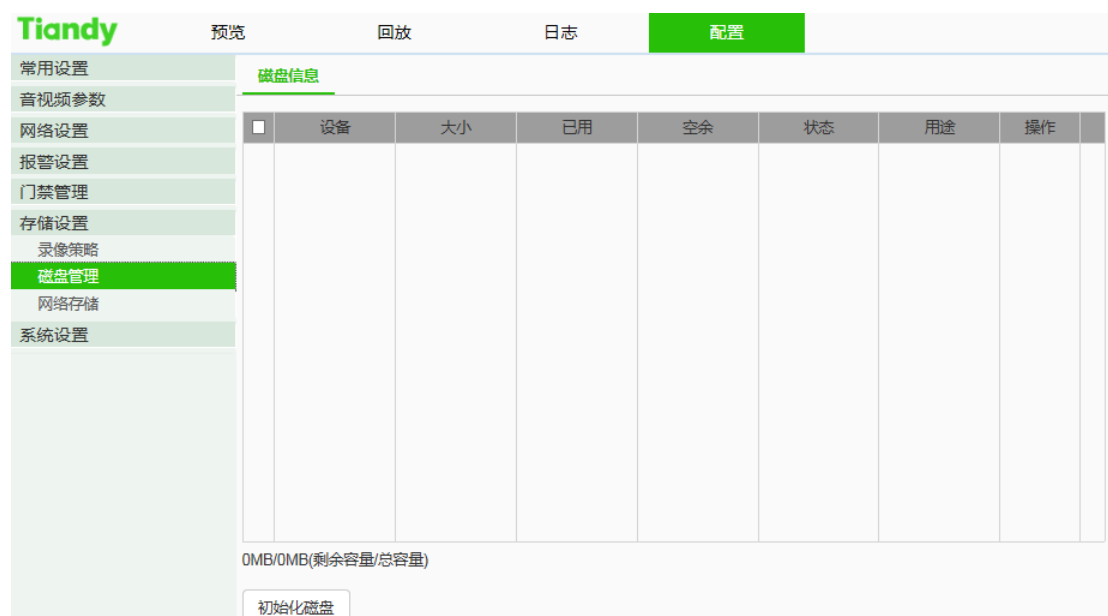 Tiandy 预览 回放 日志 配置
常用设置
音视频参数
网络设置
报警设置
门禁管理
存储设置
录像策略
磁盘管理
网络存储
系统设置
磁盘信息
设备 大小 已用 空余 状态 用途 操作
0MB/0MB(剩余容量/总容量)
初始化磁盘